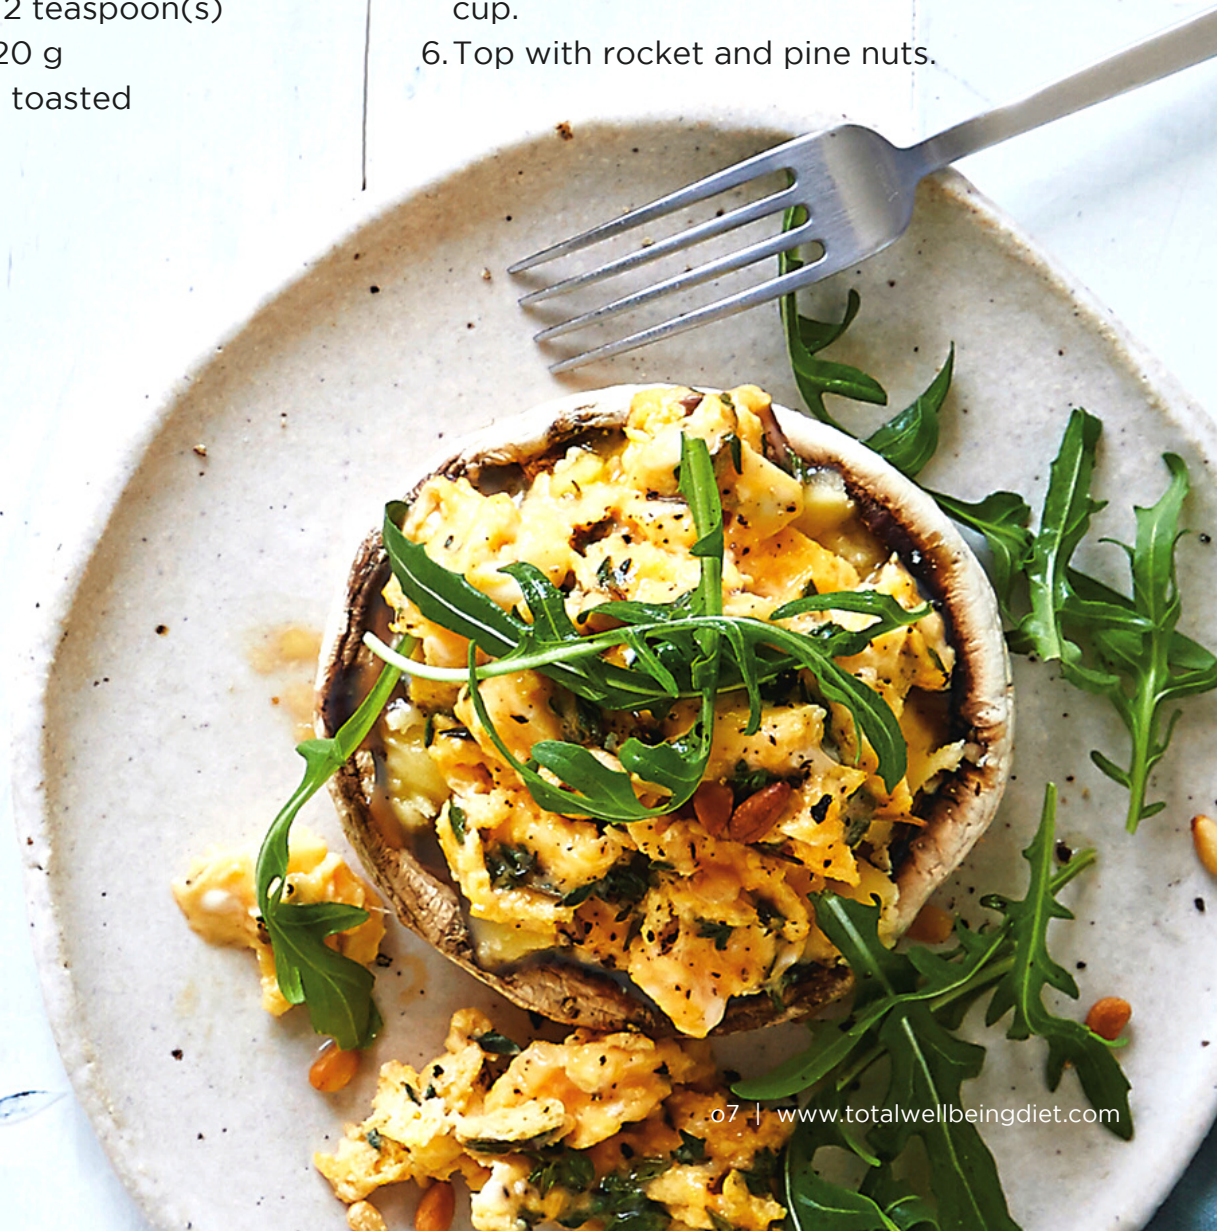 2 teaspoon(s)
20 g
toasted
cup.
6. Top with rocket and pine nuts.
07 | www.totalwellbeingdiet.com